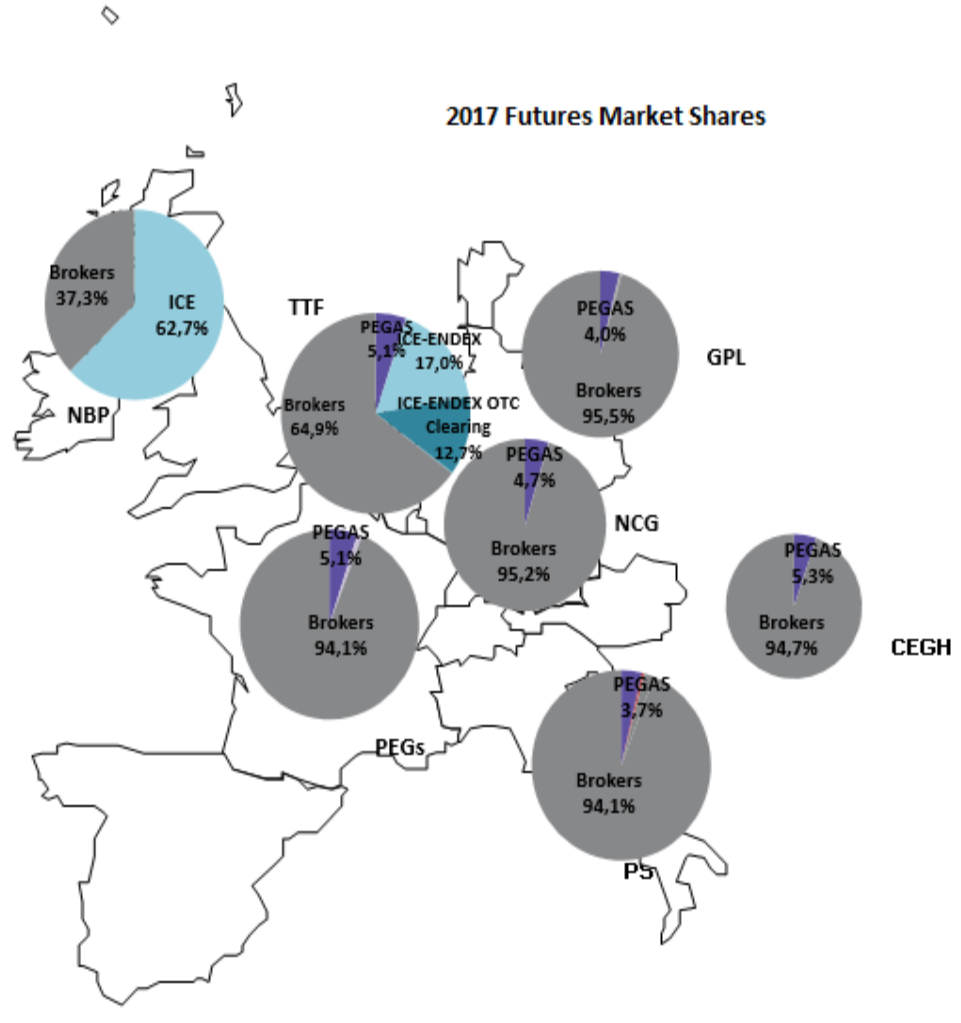 2017 Futures Market Shares
Brokers
37,3%
ICE
62,7%
NBP
TTF
PEGAS
5,1%
ICE-ENDEX
17,0%
Brokers
64,9%
ICE-ENDEX OTC
Clearing
12,7%
PEGAS
4,0%
Brokers
95,5%
GPL
PEGAS
4,7%
Brokers
95,2%
NCG
PEGAS
5,1%
Brokers
94,1%
PEGs
PEGAS
5,3%
Brokers
94,7%
CEGH
PEGAS
3,7%
Brokers
94,1%
PS